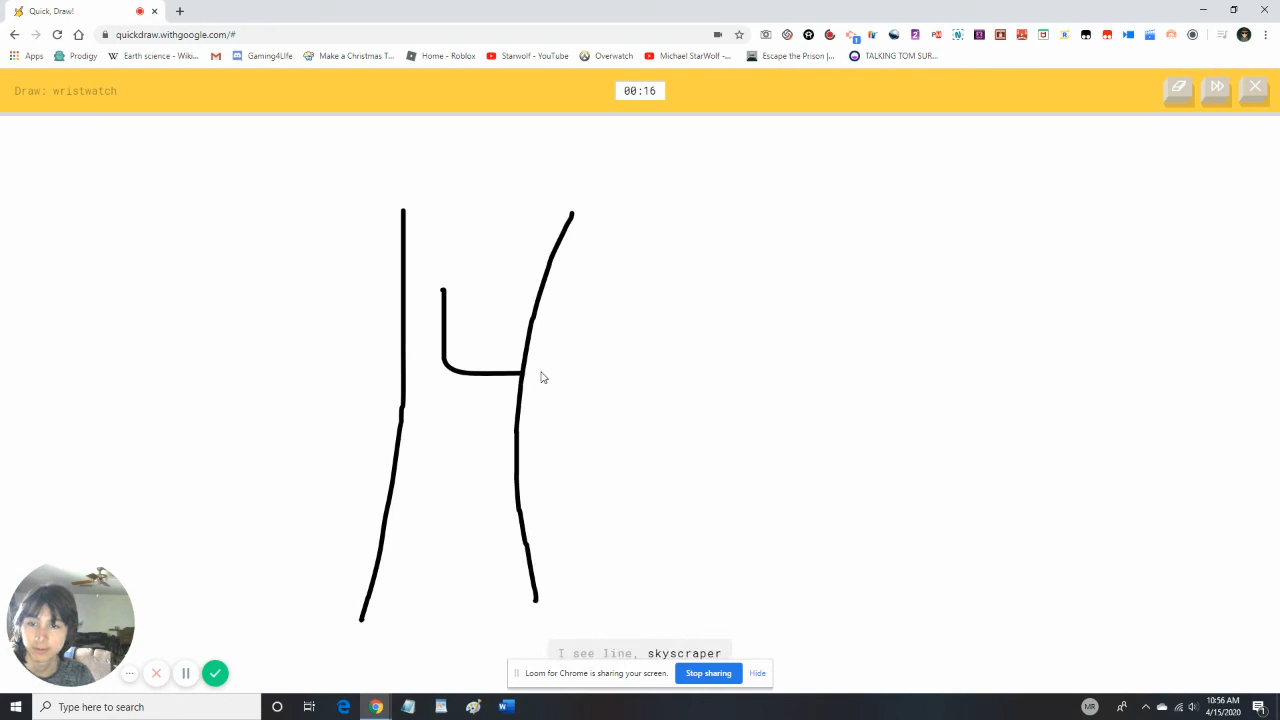 Quick, Draw!
quickdraw.withgoogle.com/#
Apps Prodigy Earth science - Wiki... Gaming4LIfe Make a Christmas T... Home - Roblox Starwolf - YouTube Overwatch Michael StarWolf -... Escape the Prison |... TALKING TOM SUR...
Draw: wristwatch 00:16
I see line, skyscraper
Loom for Chrome is sharing your screen. Stop sharing Hide
Type here to search
MR
10:56 AM
4/15/2020